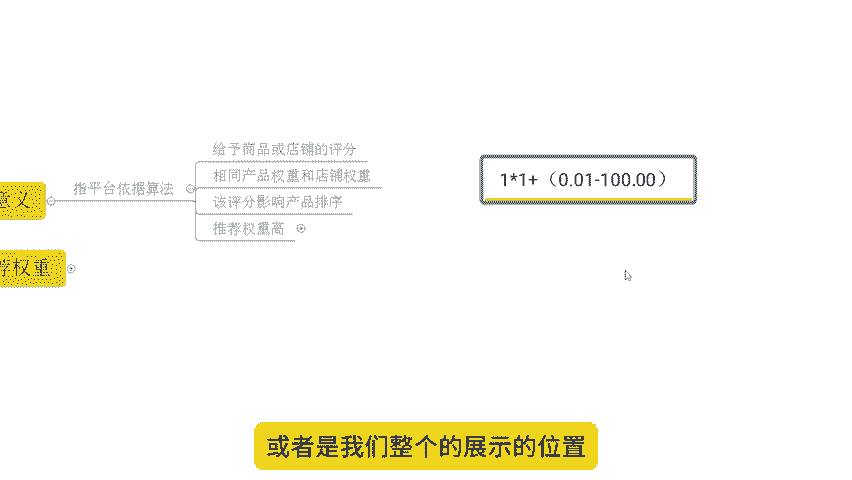 意义
指平台依据算法
给予商品或店铺的评分
相同产品权重和店铺权重
该评分影响产品排序
推荐权重高
荐权重
1*1+（0.01-100.00）
或者是我们整个的展示的位置